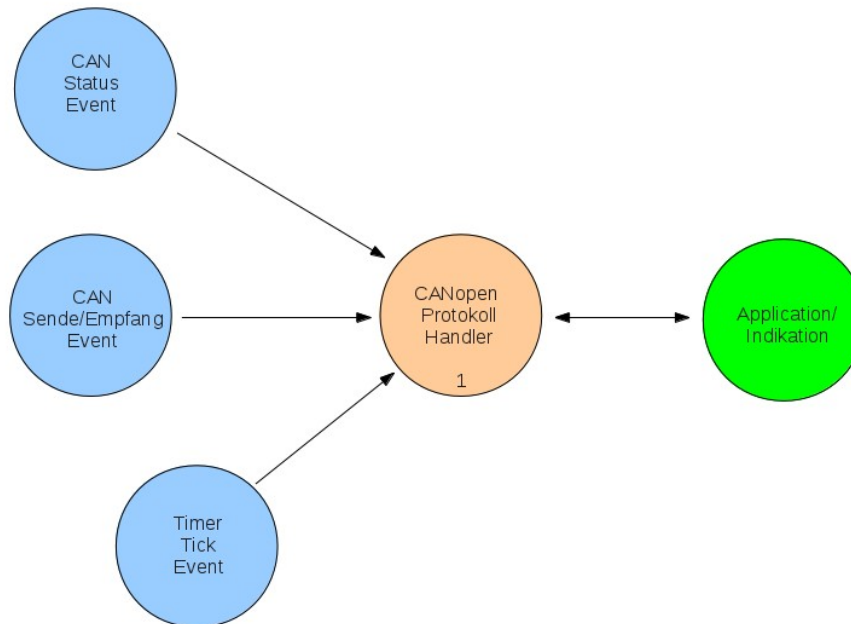 CAN
Status
Event
CAN
Sende/Empfang
Event
CANopen
Protokoll
Handler
1
Application/
Indikation
Timer
Tick
Event